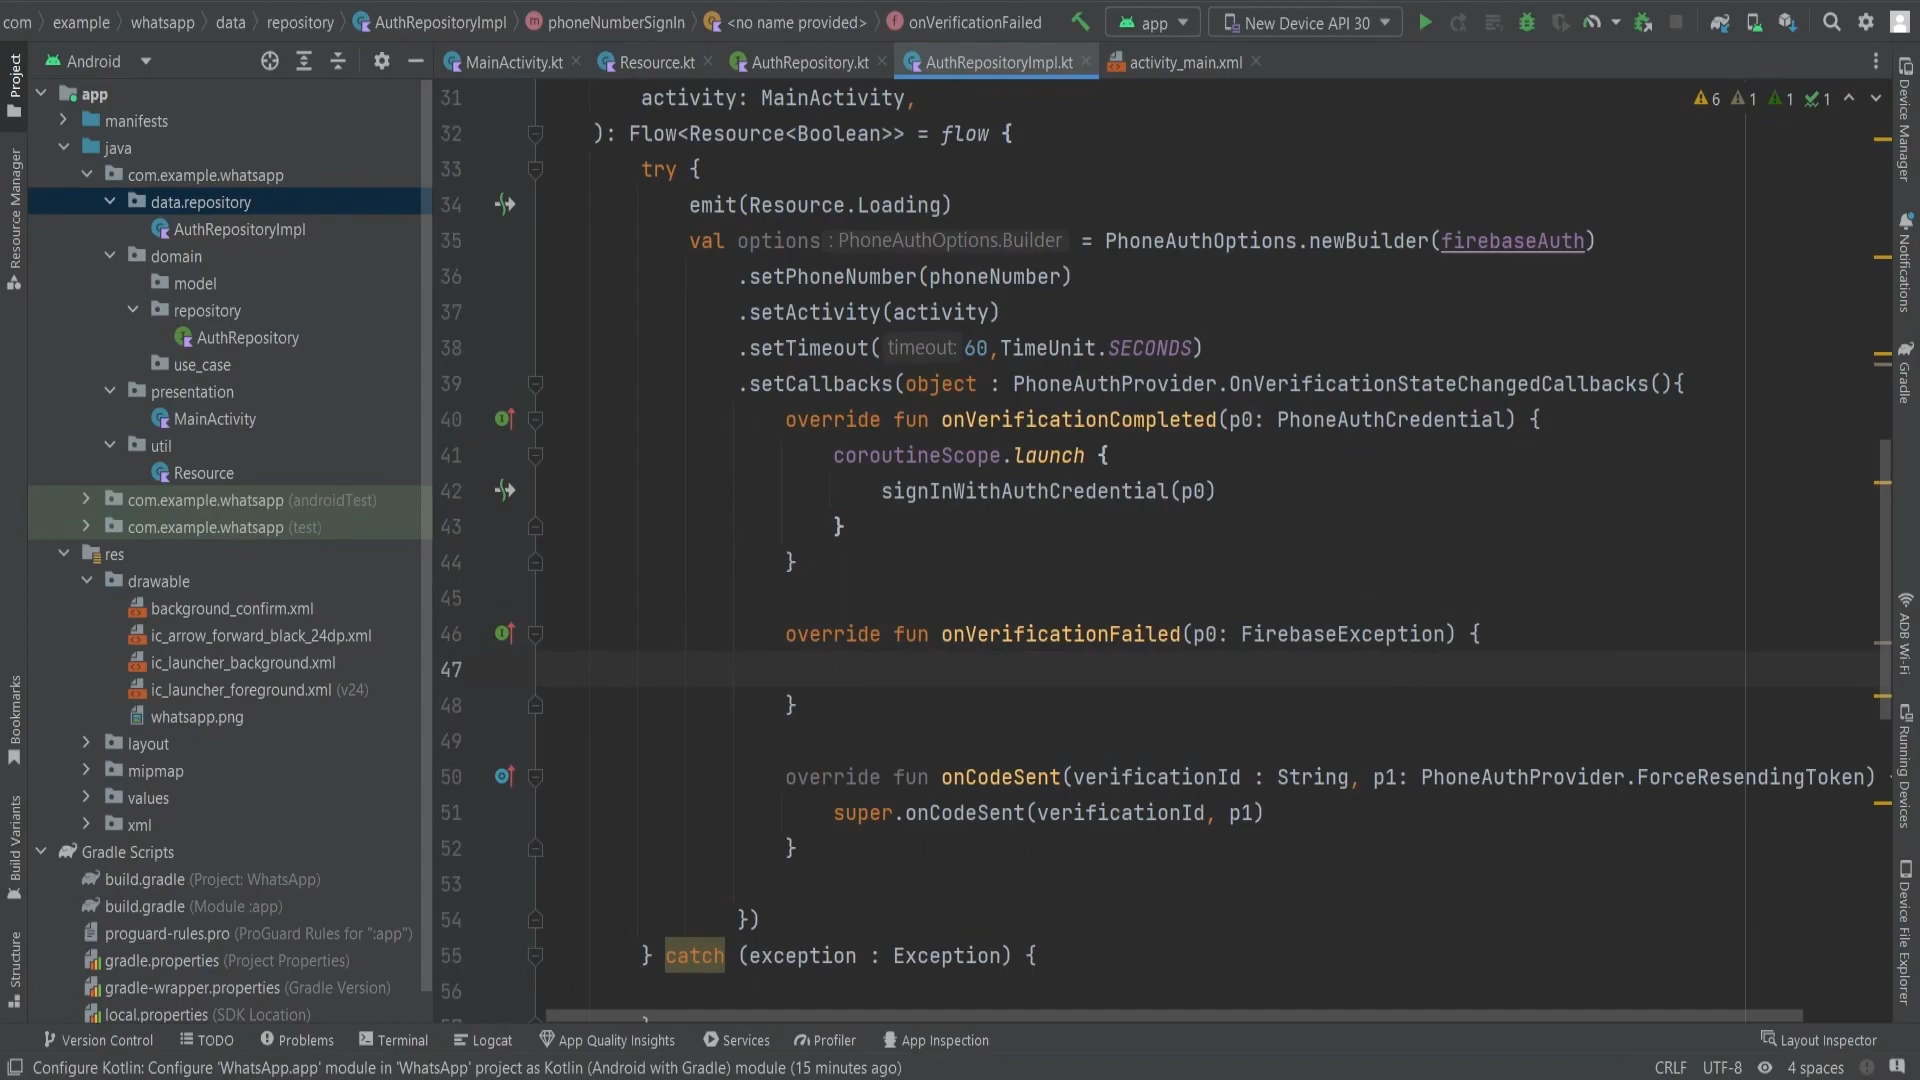 com example whatsapp data repository AuthRepositoryImpl phoneNumberSignIn <no name provided> onVerificationFailed app New Device API 30
Project
Android
MainActivity.kt Resource.kt AuthRepository.kt AuthRepositoryImpl.kt activity_main.xml
app
manifests
java
com.example.whatsapp
data.repository
AuthRepositoryImpl
domain
model
repository
AuthRepository
use_case
presentation
MainActivity
util
Resource
com.example.whatsapp (androidTest)
com.example.whatsapp (test)
res
drawable
background_confirm.xml
ic_arrow_forward_black_24dp.xml
ic_launcher_background.xml
ic_launcher_foreground.xml (v24)
whatsapp.png
layout
mipmap
values
xml
Gradle Scripts
build.gradle (Project: WhatsApp)
build.gradle (Module :app)
proguard-rules.pro (ProGuard Rules for ":app")
gradle.properties (Project Properties)
gradle-wrapper.properties (Gradle Version)
local.properties (SDK Location)
Resource Manager
Bookmarks
Build Variants
Structure
6 1 1 1
31 activity: MainActivity,
32 ): Flow<Resource<Boolean>> = flow {
33 try {
34 emit(Resource.Loading)
35 val options : PhoneAuthOptions.Builder = PhoneAuthOptions.newBuilder(firebaseAuth)
36 .setPhoneNumber(phoneNumber)
37 .setActivity(activity)
38 .setTimeout( timeout: 60,TimeUnit.SECONDS)
39 .setCallbacks(object : PhoneAuthProvider.OnVerificationStateChangedCallbacks(){
40 override fun onVerificationCompleted(p0: PhoneAuthCredential) {
41 coroutineScope.launch {
42 signInWithAuthCredential(p0)
43 }
44 }
45
46 override fun onVerificationFailed(p0: FirebaseException) {
47
48 }
49
50 override fun onCodeSent(verificationId : String, p1: PhoneAuthProvider.ForceResendingToken)
51 super.onCodeSent(verificationId, p1)
52 }
53
54 })
55 } catch (exception : Exception) {
56
Device Manager
Notifications
Gradle
ADB Wi-Fi
Running Devices
Device File Explorer
Version Control TODO Problems Terminal Logcat App Quality Insights Services Profiler App Inspection Layout Inspector
Configure Kotlin: Configure 'WhatsApp.app' module in 'WhatsApp' project as Kotlin (Android with Gradle) module (15 minutes ago) CRLF UTF-8 4 spaces